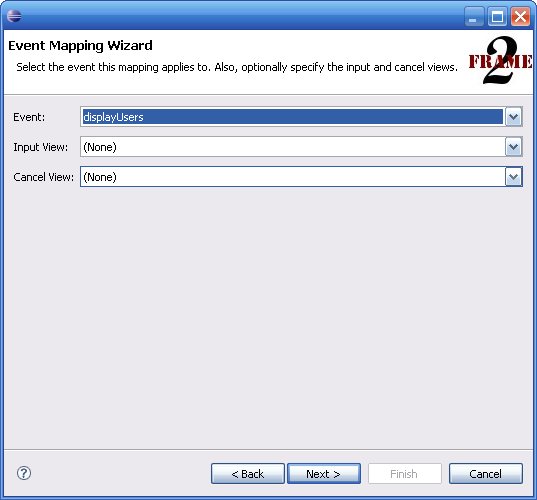 Event Mapping Wizard
Select the event this mapping applies to. Also, optionally specify the input and cancel views.
FRAME
2
Event: displayUsers
Input View: (None)
Cancel View: (None)
? < Back Next > Finish Cancel